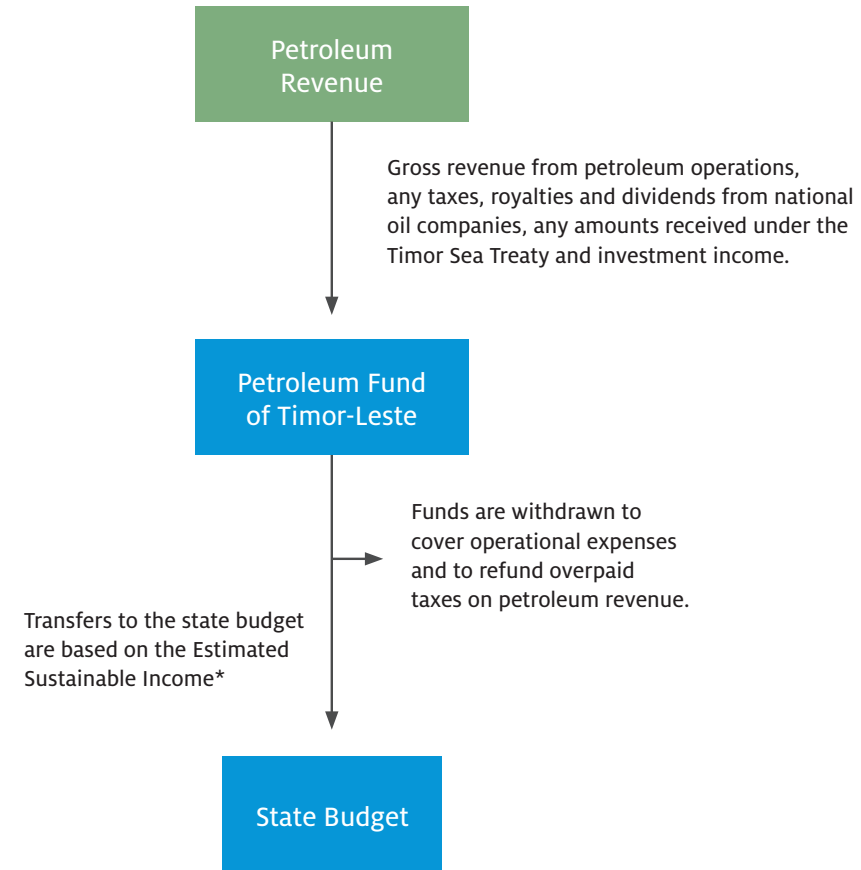 Petroleum
Revenue
Gross revenue from petroleum operations,
any taxes, royalties and dividends from national
oil companies, any amounts received under the
Timor Sea Treaty and investment income.
Petroleum Fund
of Timor-Leste
Funds are withdrawn to
cover operational expenses
and to refund overpaid
taxes on petroleum revenue.
Transfers to the state budget
are based on the Estimated
Sustainable Income*
State Budget